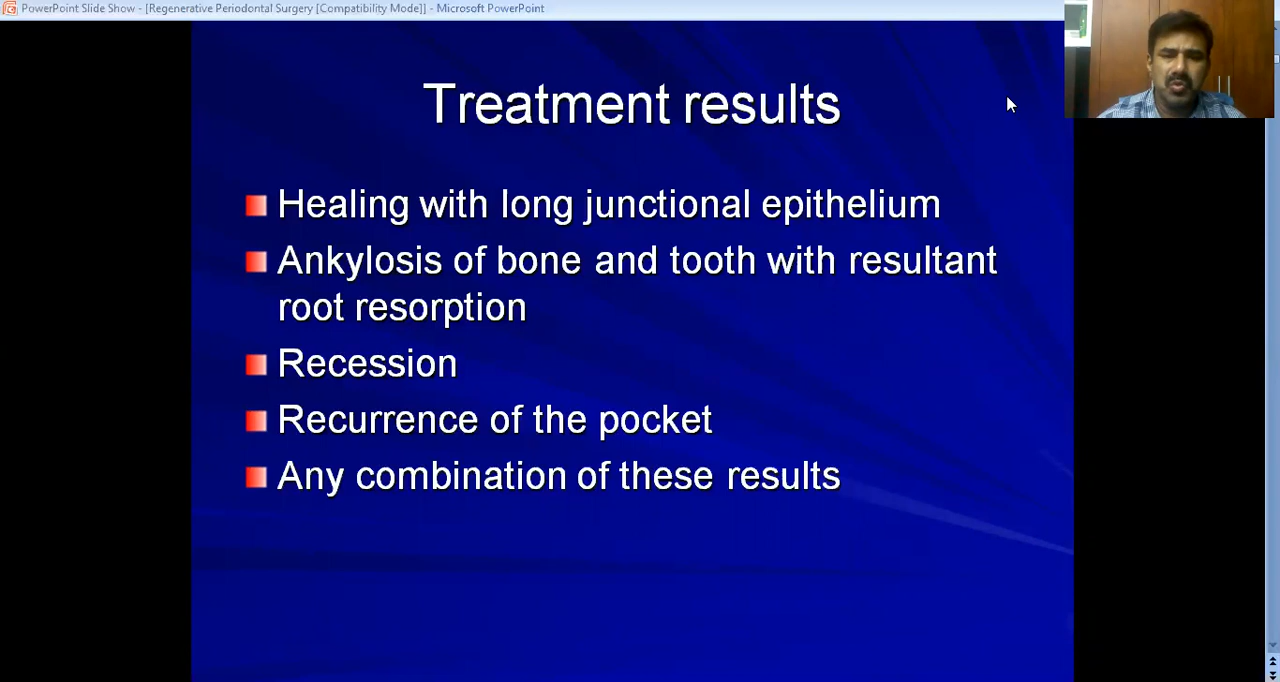 PowerPoint Slide Show - [Regenerative Periodontal Surgery [Compatibility Mode]] - Microsoft PowerPoint
Treatment results
Healing with long junctional epithelium
Ankylosis of bone and tooth with resultant
root resorption
Recession
Recurrence of the pocket
Any combination of these results